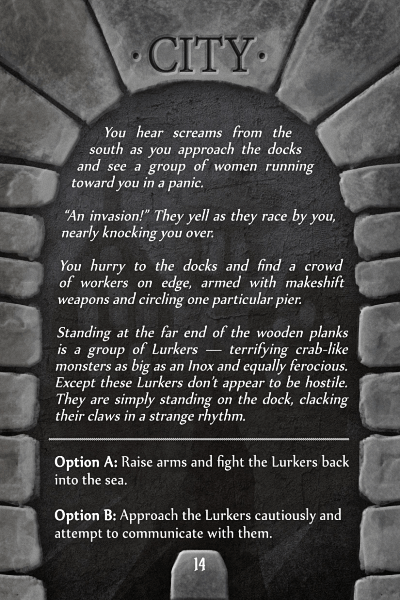 · CITY ·
You hear screams from the
south as you approach the docks
and see a group of women running
toward you in a panic.
“An invasion!” They yell as they race by you,
nearly knocking you over.
You hurry to the docks and find a crowd
of workers on edge, armed with makeshift
weapons and circling one particular pier.
Standing at the far end of the wooden planks
is a group of Lurkers — terrifying crab-like
monsters as big as an Inox and equally ferocious.
Except these Lurkers don’t appear to be hostile.
They are simply standing on the dock, clacking
their claws in a strange rhythm.
Option A: Raise arms and fight the Lurkers back
into the sea.
Option B: Approach the Lurkers cautiously and
attempt to communicate with them.
14